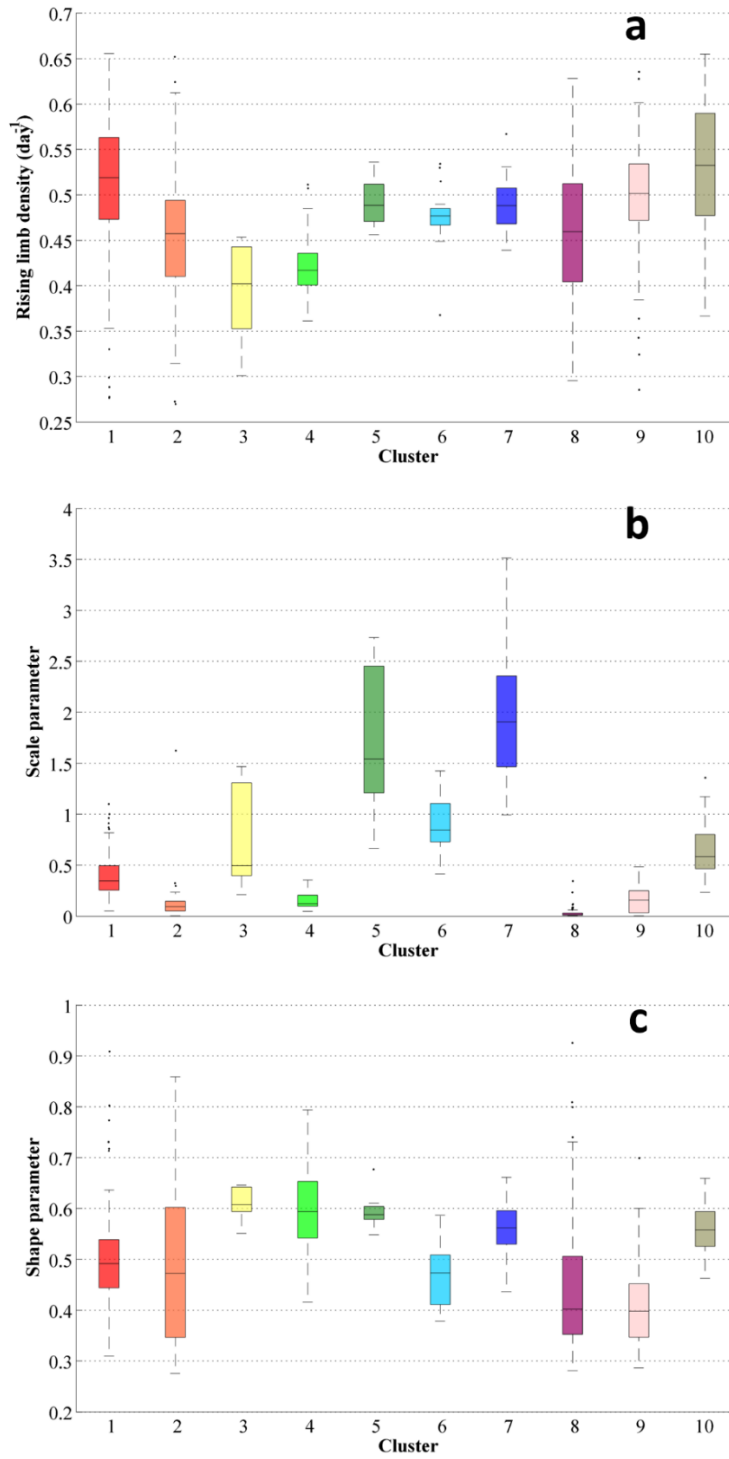 a
Rising limb density (day⁻¹)
0.7
0.65
0.6
0.55
0.5
0.45
0.4
0.35
0.3
0.25
1 2 3 4 5 6 7 8 9 10
Cluster
b
Scale parameter
4
3.5
3
2.5
2
1.5
1
0.5
0
1 2 3 4 5 6 7 8 9 10
Cluster
c
Shape parameter
1
0.9
0.8
0.7
0.6
0.5
0.4
0.3
0.2
1 2 3 4 5 6 7 8 9 10
Cluster